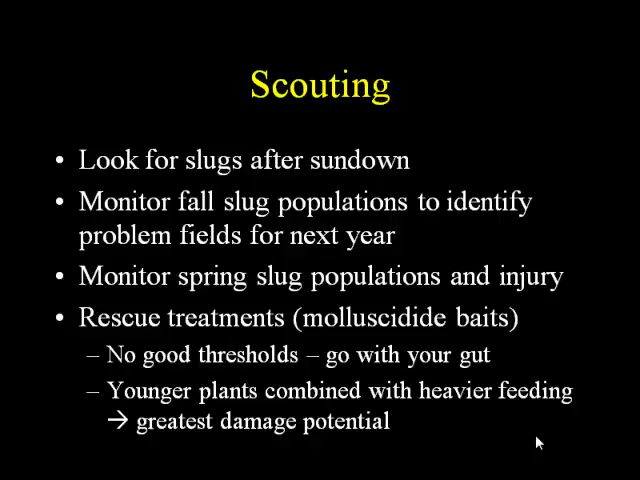 Scouting
• Look for slugs after sundown
• Monitor fall slug populations to identify
problem fields for next year
• Monitor spring slug populations and injury
• Rescue treatments (molluscidide baits)
– No good thresholds – go with your gut
– Younger plants combined with heavier feeding
→ greatest damage potential